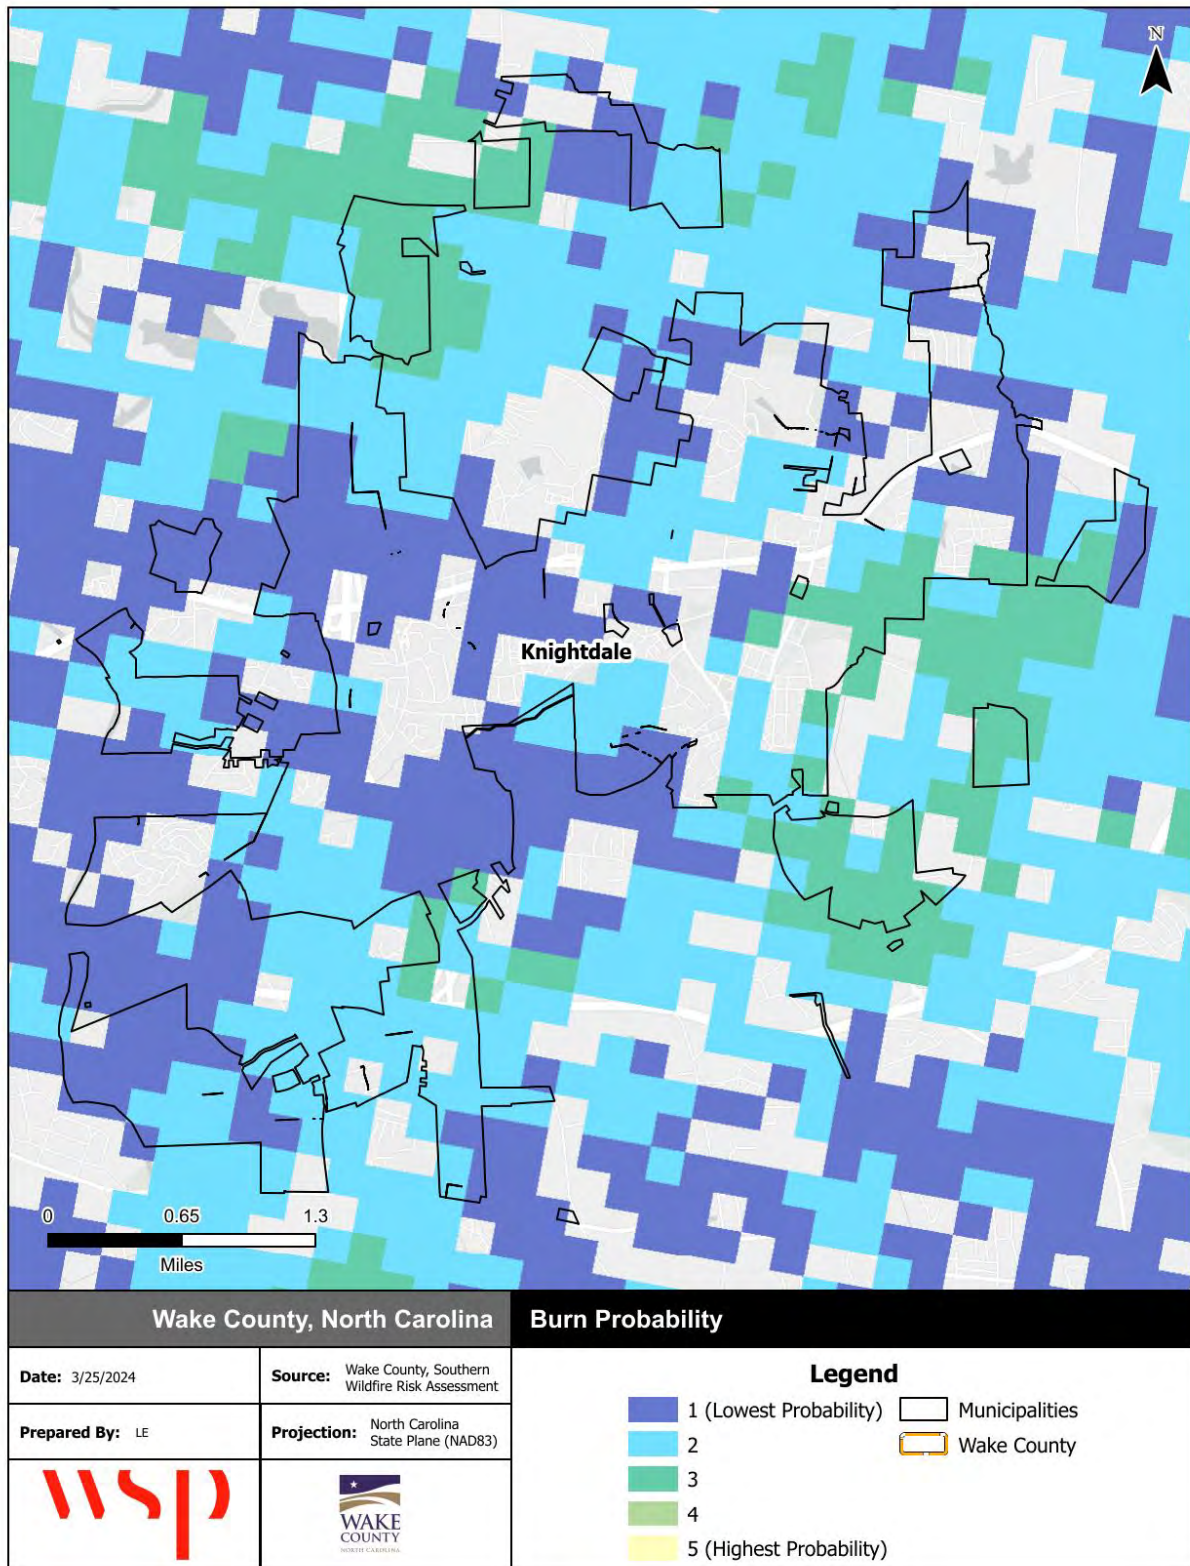 N
Knightdale
0 0.65 1.3
Miles
Wake County, North Carolina
Burn Probability
Date: 3/25/2024
Source: Wake County, Southern
Wildfire Risk Assessment
Prepared By: LE
Projection: North Carolina
State Plane (NAD83)
wsp
WAKE
COUNTY
NORTH CAROLINA
Legend
1 (Lowest Probability)
2
3
4
5 (Highest Probability)
Municipalities
Wake County